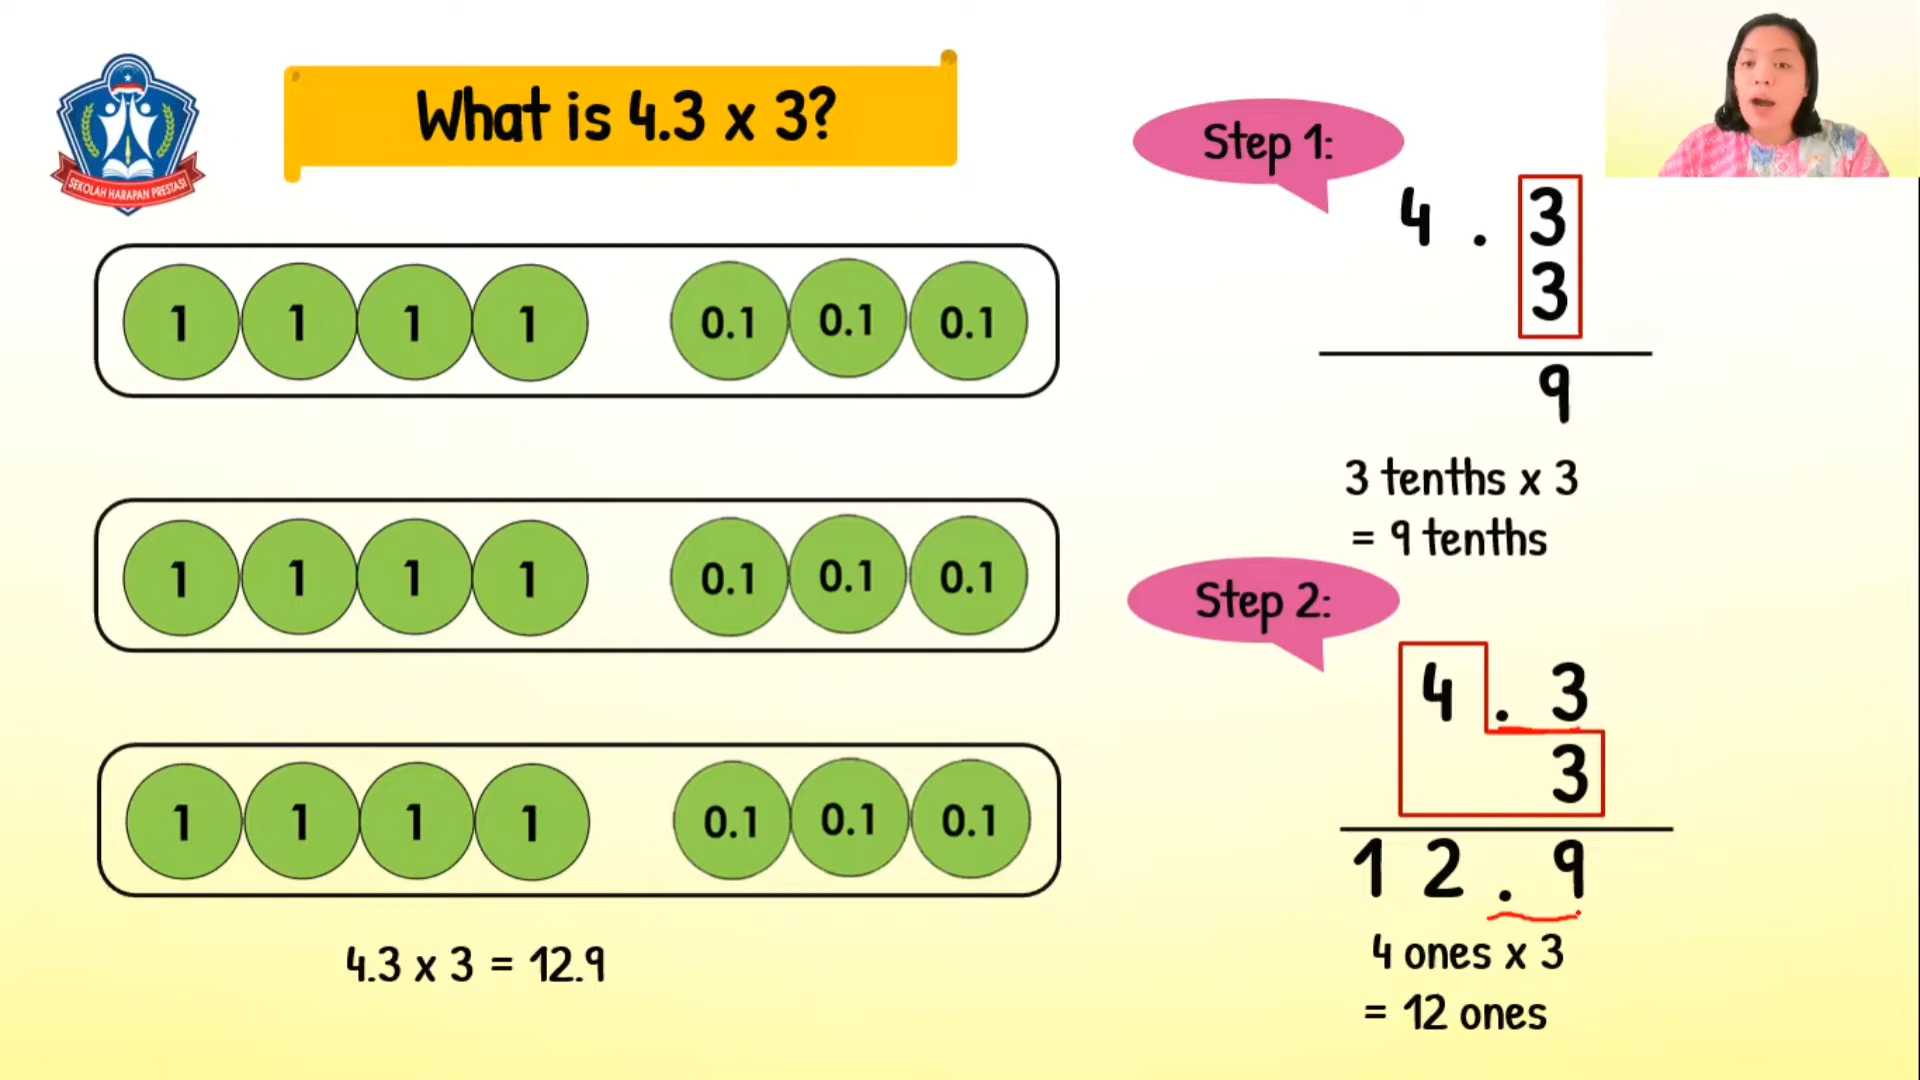 SEKOLAH HARAPAN PRESTASI
What is 4.3 x 3?
1 1 1 1 0.1 0.1 0.1
1 1 1 1 0.1 0.1 0.1
1 1 1 1 0.1 0.1 0.1
4.3 x 3 = 12.9
Step 1:
4 . 3
3
9
3 tenths x 3
= 9 tenths
Step 2:
4 . 3
3
1 2 . 9
4 ones x 3
= 12 ones